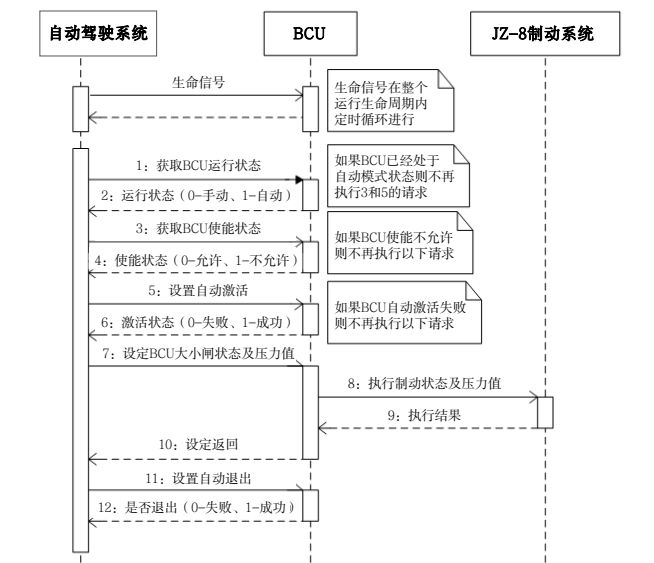 自动驾驶系统
BCU
JZ-8制动系统
生命信号
生命信号在整个
运行生命周期内
定时循环进行
1：获取BCU运行状态
如果BCU已经处于
自动模式状态则不再
执行3和5的请求
2：运行状态（0-手动、1-自动）
3：获取BCU使能状态
如果BCU使能不允许
则不再执行以下请求
4：使能状态（0-允许、1-不允许）
5：设置自动激活
如果BCU自动激活失败
则不再执行以下请求
6：激活状态（0-失败、1-成功）
7：设定BCU大小闸状态及压力值
8：执行制动状态及压力值
9：执行结果
10：设定返回
11：设置自动退出
12：是否退出（0-失败、1-成功）